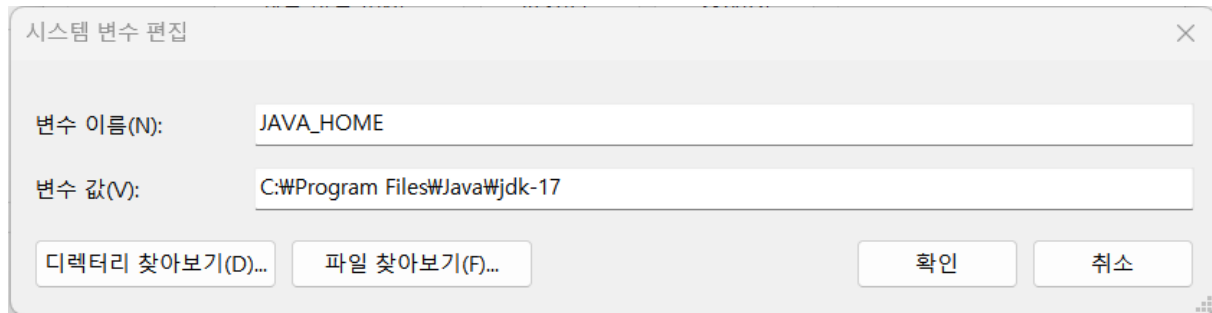 시스템 변수 편집
변수 이름(N): JAVA_HOME
변수 값(V): C:₩Program Files₩Java₩jdk-17
디렉터리 찾아보기(D)... 파일 찾아보기(F)... 확인 취소